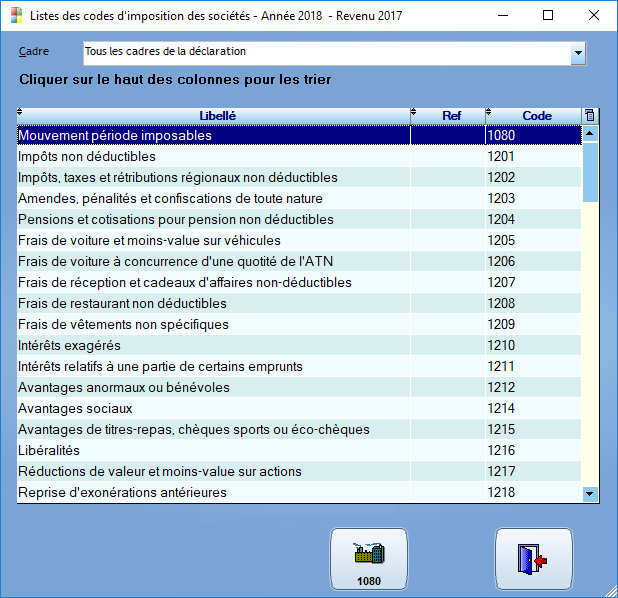 Listes des codes d'imposition des sociétés - Année 2018 - Revenu 2017
Cadre Tous les cadres de la déclaration
Cliquer sur le haut des colonnes pour les trier
Libellé Ref Code
Mouvement période imposables 1080
Impôts non déductibles 1201
Impôts, taxes et rétributions régionaux non déductibles 1202
Amendes, pénalités et confiscations de toute nature 1203
Pensions et cotisations pour pension non déductibles 1204
Frais de voiture et moins-value sur véhicules 1205
Frais de voiture à concurrence d'une quotité de l'ATN 1206
Frais de réception et cadeaux d'affaires non-déductibles 1207
Frais de restaurant non déductibles 1208
Frais de vêtements non spécifiques 1209
Intérêts exagérés 1210
Intérêts relatifs à une partie de certains emprunts 1211
Avantages anormaux ou bénévoles 1212
Avantages sociaux 1214
Avantages de titres-repas, chèques sports ou éco-chèques 1215
Libéralités 1216
Réductions de valeur et moins-value sur actions 1217
Reprise d'exonérations antérieures 1218
1080